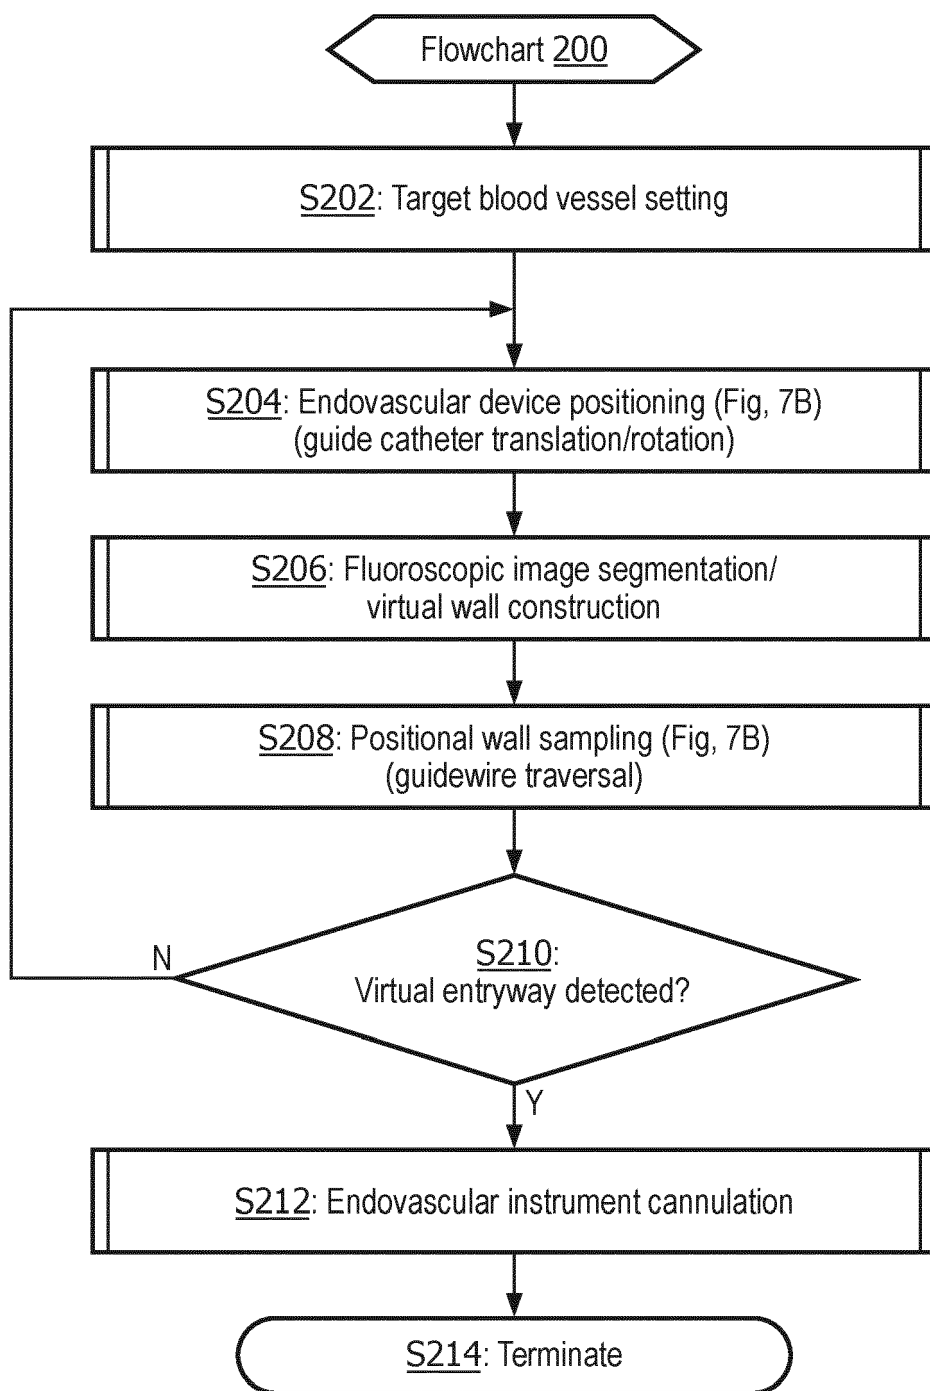 Flowchart 200
S202: Target blood vessel setting
S204: Endovascular device positioning (Fig, 7B)
(guide catheter translation/rotation)
S206: Fluoroscopic image segmentation/
virtual wall construction
S208: Positional wall sampling (Fig, 7B)
(guidewire traversal)
N
S210:
Virtual entryway detected?
Y
S212: Endovascular instrument cannulation
S214: Terminate